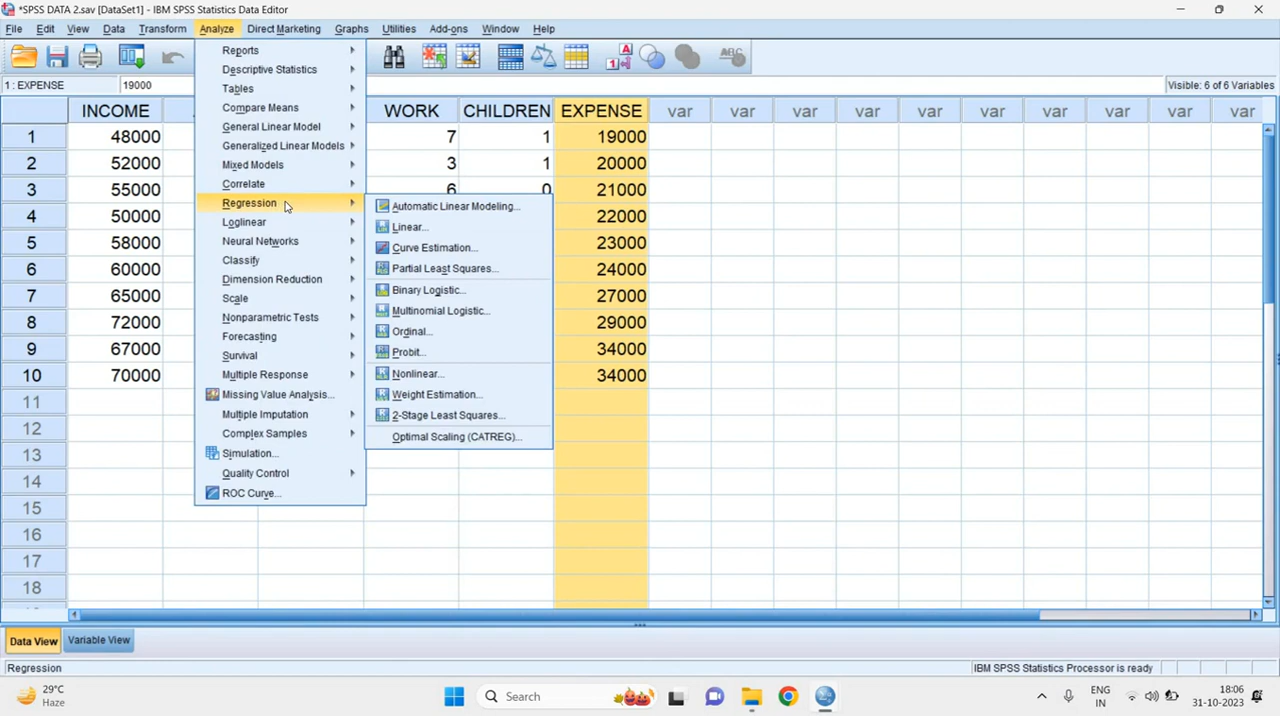 *SPSS DATA 2.sav [DataSet1] - IBM SPSS Statistics Data Editor
File Edit View Data Transform Analyze Direct Marketing Graphs Utilities Add-ons Window Help
1 : EXPENSE 19000 Visible: 6 of 6 Variables
INCOME WORK CHILDREN EXPENSE var var var var var var var var var var
1 48000 7 1 19000
2 52000 3 1 20000
3 55000 6 0 21000
4 50000 22000
5 58000 23000
6 60000 24000
7 65000 27000
8 72000 29000
9 67000 34000
10 70000 34000
11
12
13
14
15
16
17
18
Reports
Descriptive Statistics
Tables
Compare Means
General Linear Model
Generalized Linear Models
Mixed Models
Correlate
Regression
Loglinear
Neural Networks
Classify
Dimension Reduction
Scale
Nonparametric Tests
Forecasting
Survival
Multiple Response
Missing Value Analysis...
Multiple Imputation
Complex Samples
Simulation...
Quality Control
ROC Curve...
Automatic Linear Modeling...
Linear...
Curve Estimation...
Partial Least Squares...
Binary Logistic...
Multinomial Logistic...
Ordinal...
Probit...
Nonlinear...
Weight Estimation...
2-Stage Least Squares...
Optimal Scaling (CATREG)...
Data View Variable View
Regression IBM SPSS Statistics Processor is ready
29°C
Haze
Search
ENG
IN
18:06
31-10-2023